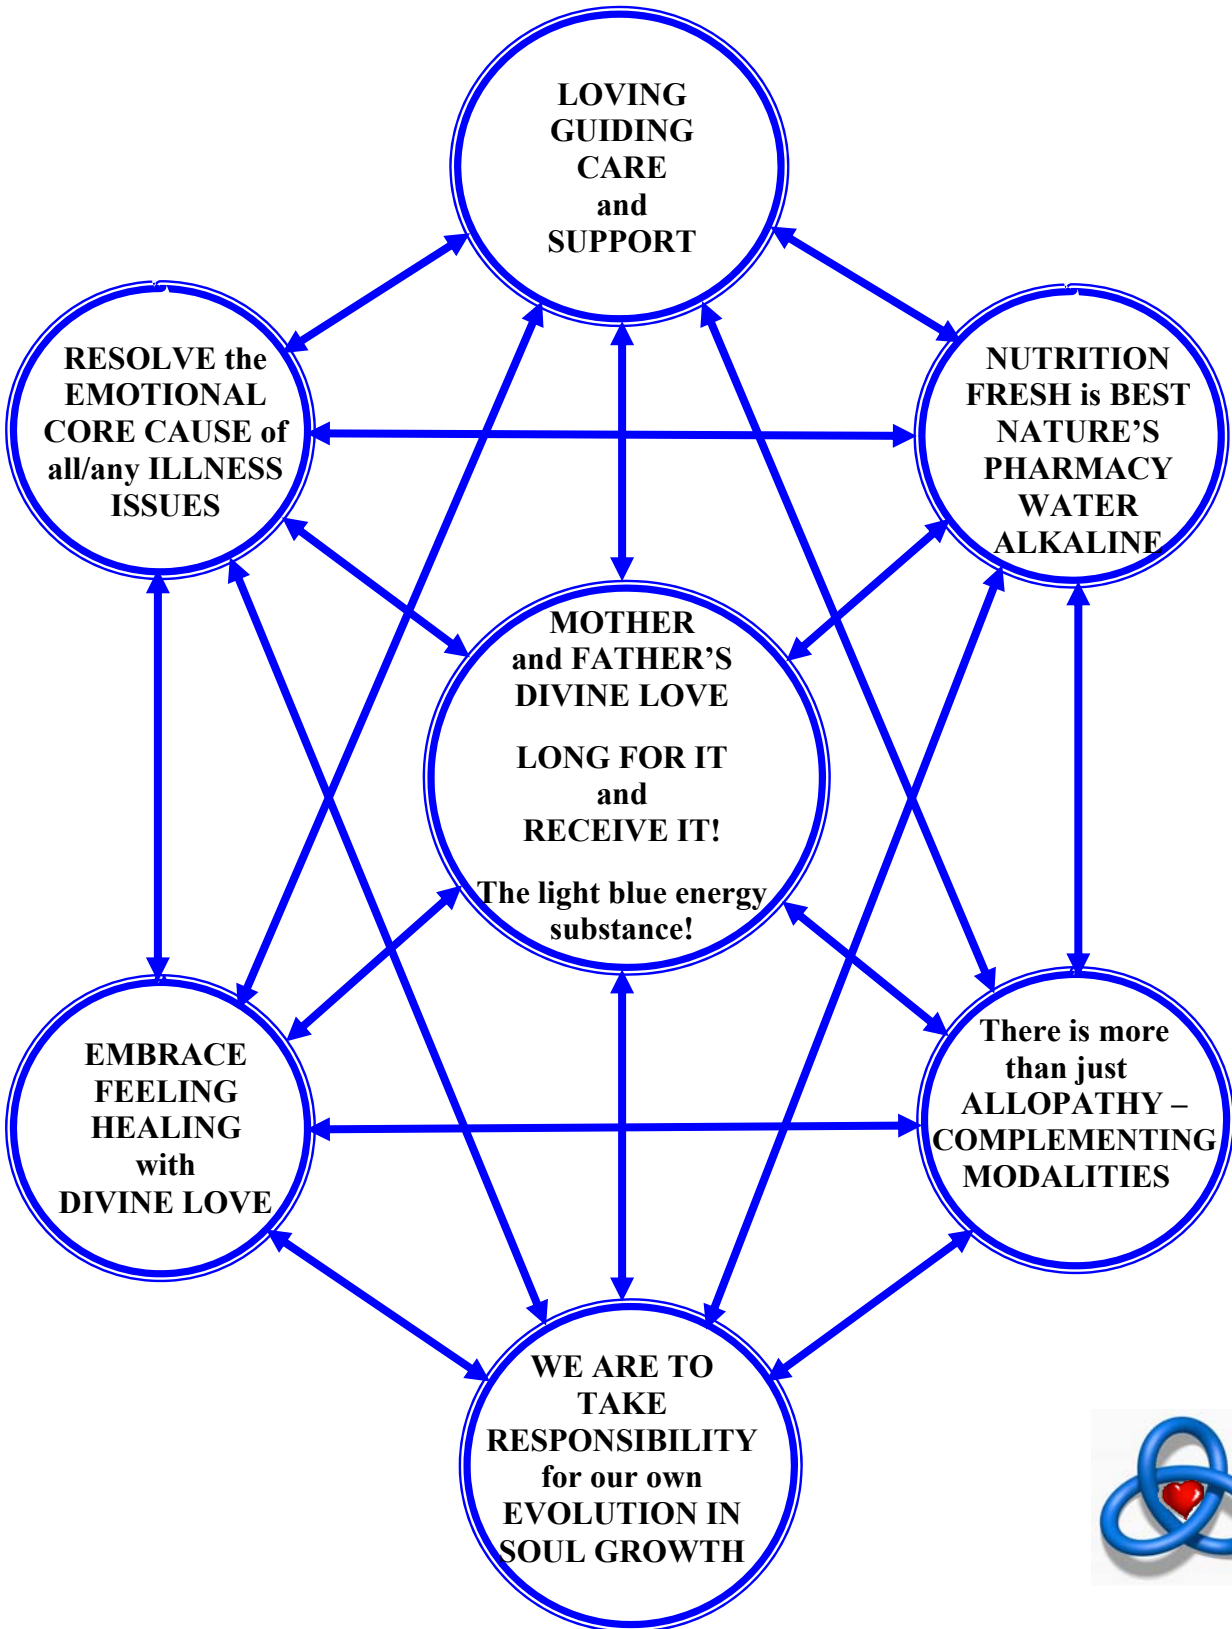 LOVING
GUIDING
CARE
and
SUPPORT
RESOLVE the
EMOTIONAL
CORE CAUSE of
all/any ILLNESS
ISSUES
NUTRITION
FRESH is BEST
NATURE’S
PHARMACY
WATER
ALKALINE
MOTHER
and FATHER’S
DIVINE LOVE
LONG FOR IT
and
RECEIVE IT!
The light blue energy
substance!
EMBRACE
FEELING
HEALING
with
DIVINE LOVE
There is more
than just
ALLOPATHY –
COMPLEMENTING
MODALITIES
WE ARE TO
TAKE
RESPONSIBILITY
for our own
EVOLUTION IN
SOUL GROWTH